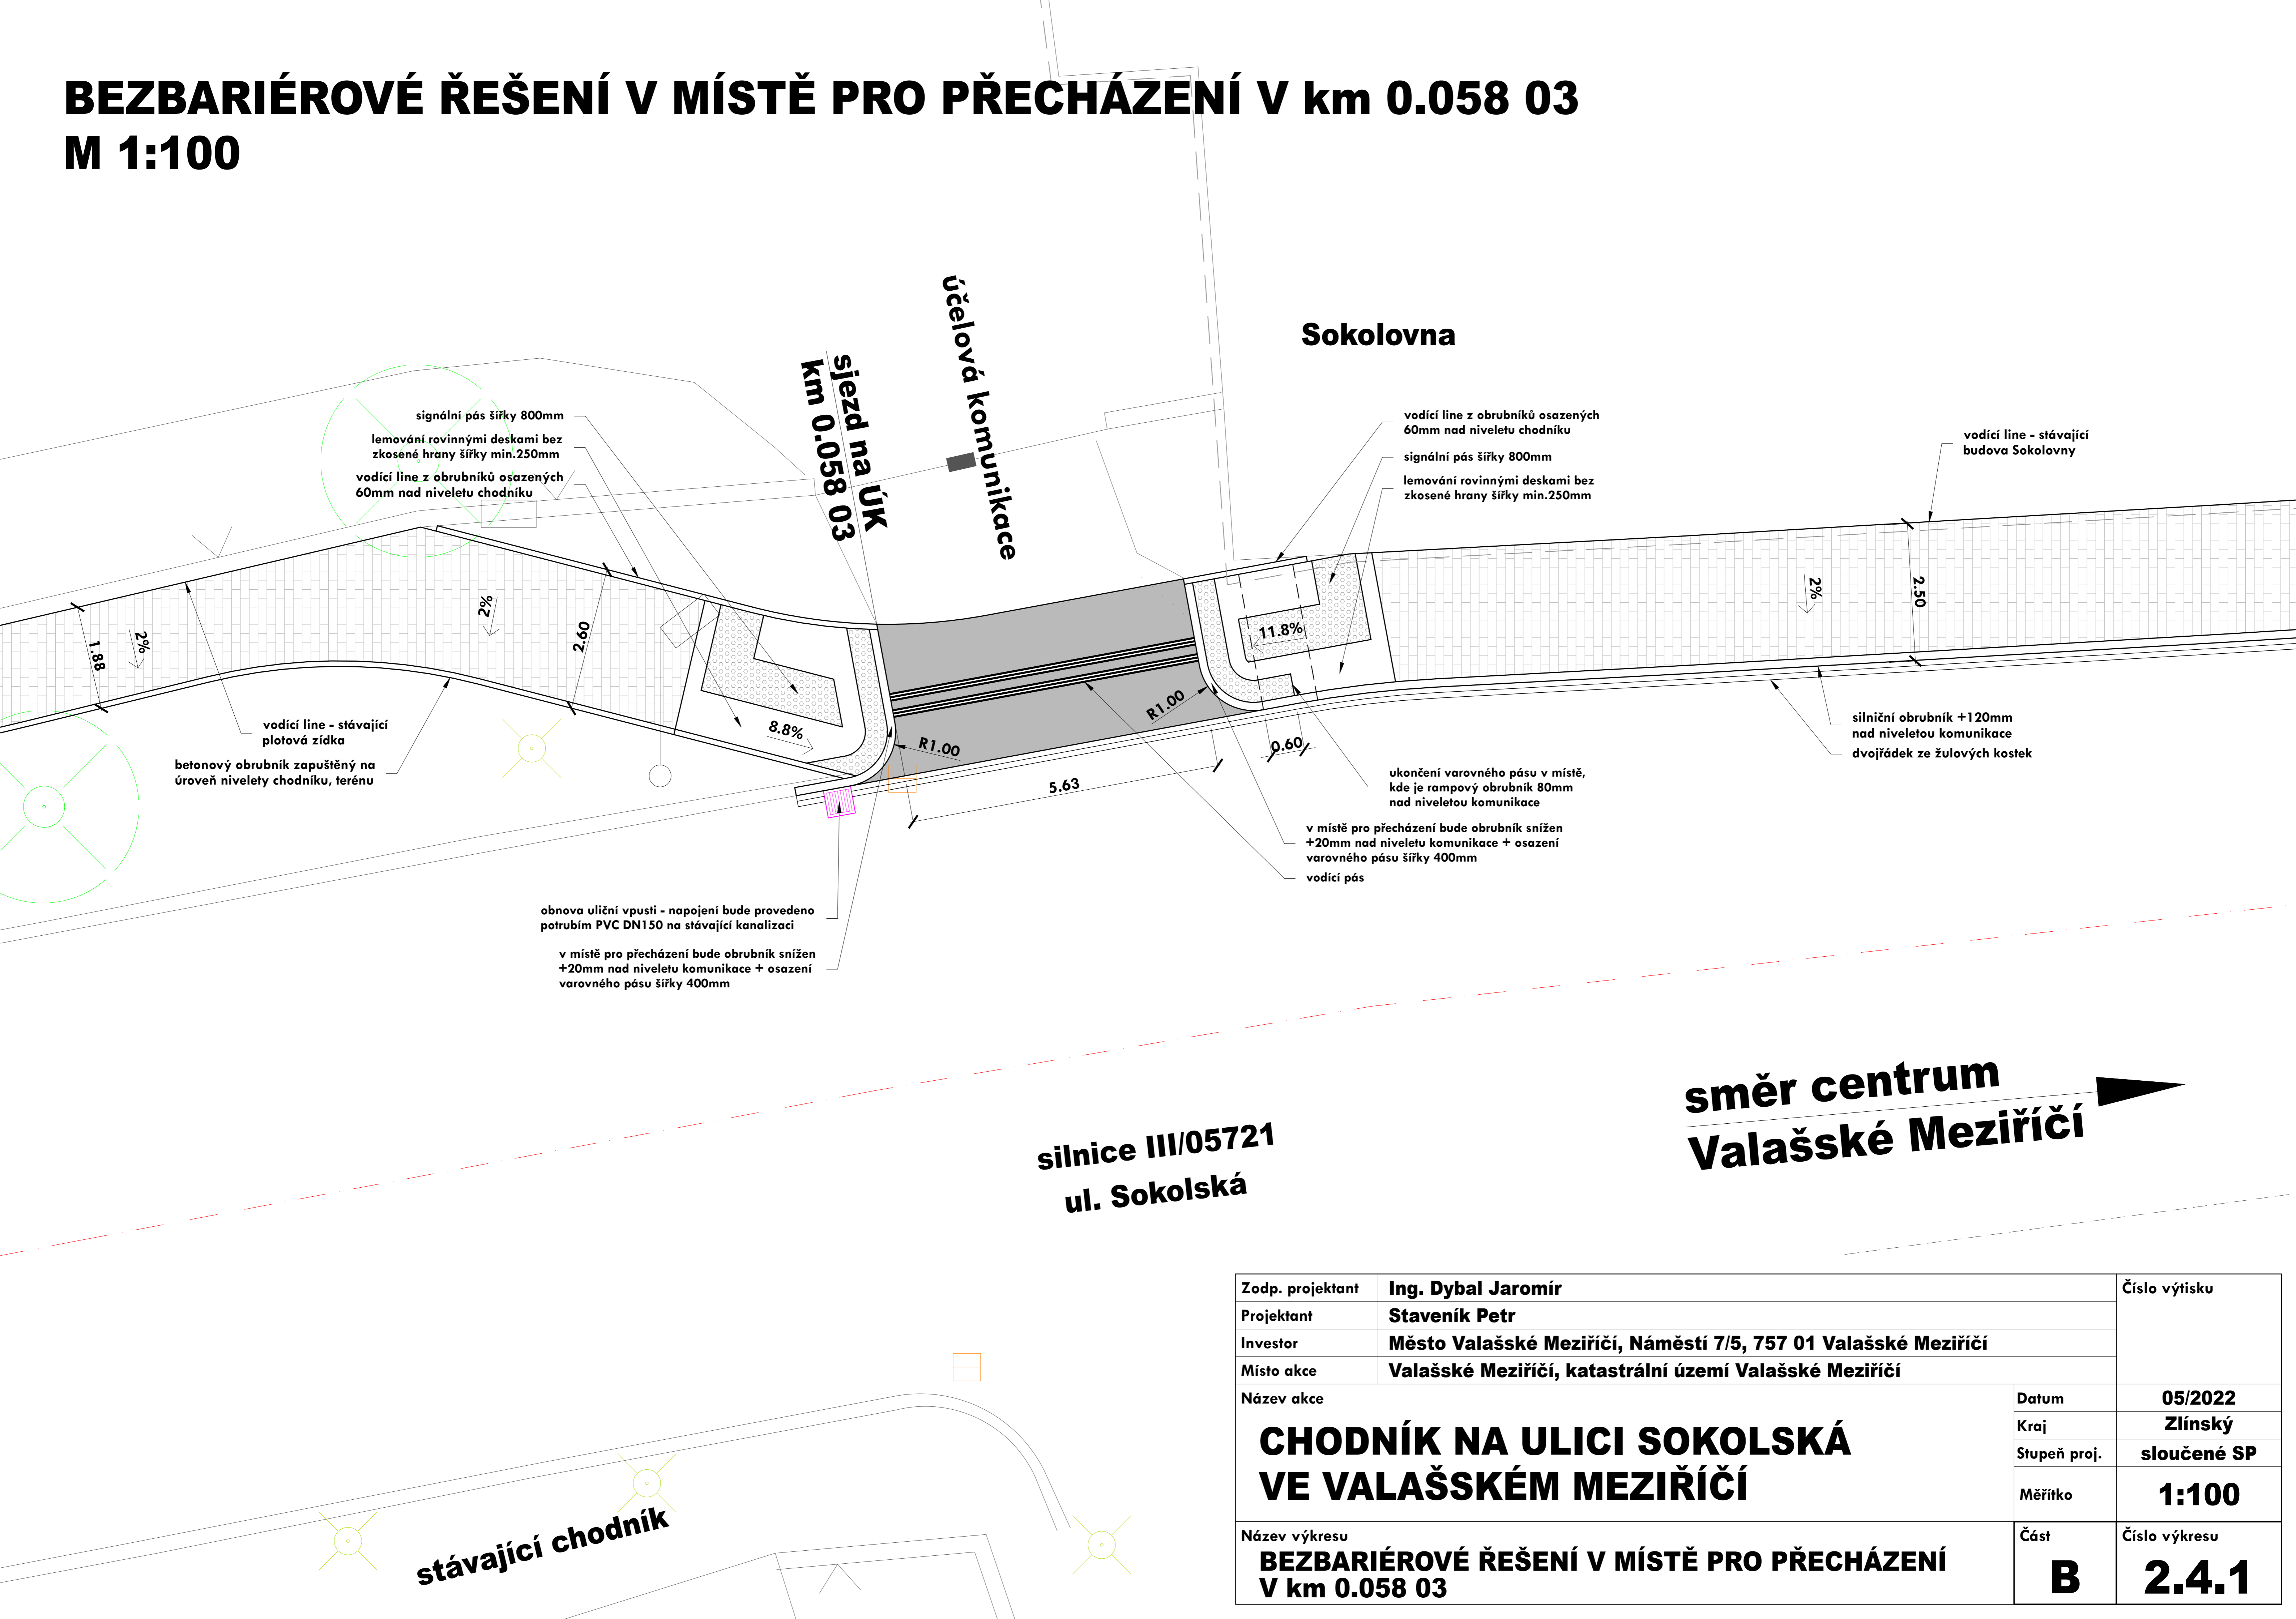 BEZBARIÉROVÉ ŘEŠENÍ V MÍSTĚ PRO PŘECHÁZENÍ V km 0.058 03
M 1:100
účelová komunikace
sjezd na ÚK
km 0.058 03
Sokolovna
signální pás šířky 800mm
lemování rovinnými deskami bez
zkosené hrany šířky min.250mm
vodící line z obrubníků osazených
60mm nad niveletu chodníku
vodící line z obrubníků osazených
60mm nad niveletu chodníku
signální pás šířky 800mm
lemování rovinnými deskami bez
zkosené hrany šířky min.250mm
vodící line - stávající
budova Sokolovny
1.88
2%
2%
2.60
8.8%
R1.00
R1.00
11.8%
0.60
5.63
2%
2.50
vodící line - stávající
plotová zídka
betonový obrubník zapuštěný na
úroveň nivelety chodníku, terénu
silniční obrubník +120mm
nad niveletou komunikace
dvojřádek ze žulových kostek
ukončení varovného pásu v místě,
kde je rampový obrubník 80mm
nad niveletou komunikace
v místě pro přecházení bude obrubník snížen
+20mm nad niveletu komunikace + osazení
varovného pásu šířky 400mm
vodící pás
obnova uliční vpusti - napojení bude provedeno
potrubím PVC DN150 na stávající kanalizaci
v místě pro přecházení bude obrubník snížen
+20mm nad niveletu komunikace + osazení
varovného pásu šířky 400mm
směr centrum
Valašské Meziříčí
silnice III/05721
ul. Sokolská
stávající chodník
Zodp. projektant Ing. Dybal Jaromír
Číslo výtisku
Projektant Staveník Petr
Investor Město Valašské Meziříčí, Náměstí 7/5, 757 01 Valašské Meziříčí
Místo akce Valašské Meziříčí, katastrální území Valašské Meziříčí
Název akce
CHODNÍK NA ULICI SOKOLSKÁ
VE VALAŠSKÉM MEZIŘÍČÍ
Datum 05/2022
Kraj Zlínský
Stupeň proj. sloučené SP
Měřítko 1:100
Název výkresu
BEZBARIÉROVÉ ŘEŠENÍ V MÍSTĚ PRO PŘECHÁZENÍ
V km 0.058 03
Část
B
Číslo výkresu
2.4.1